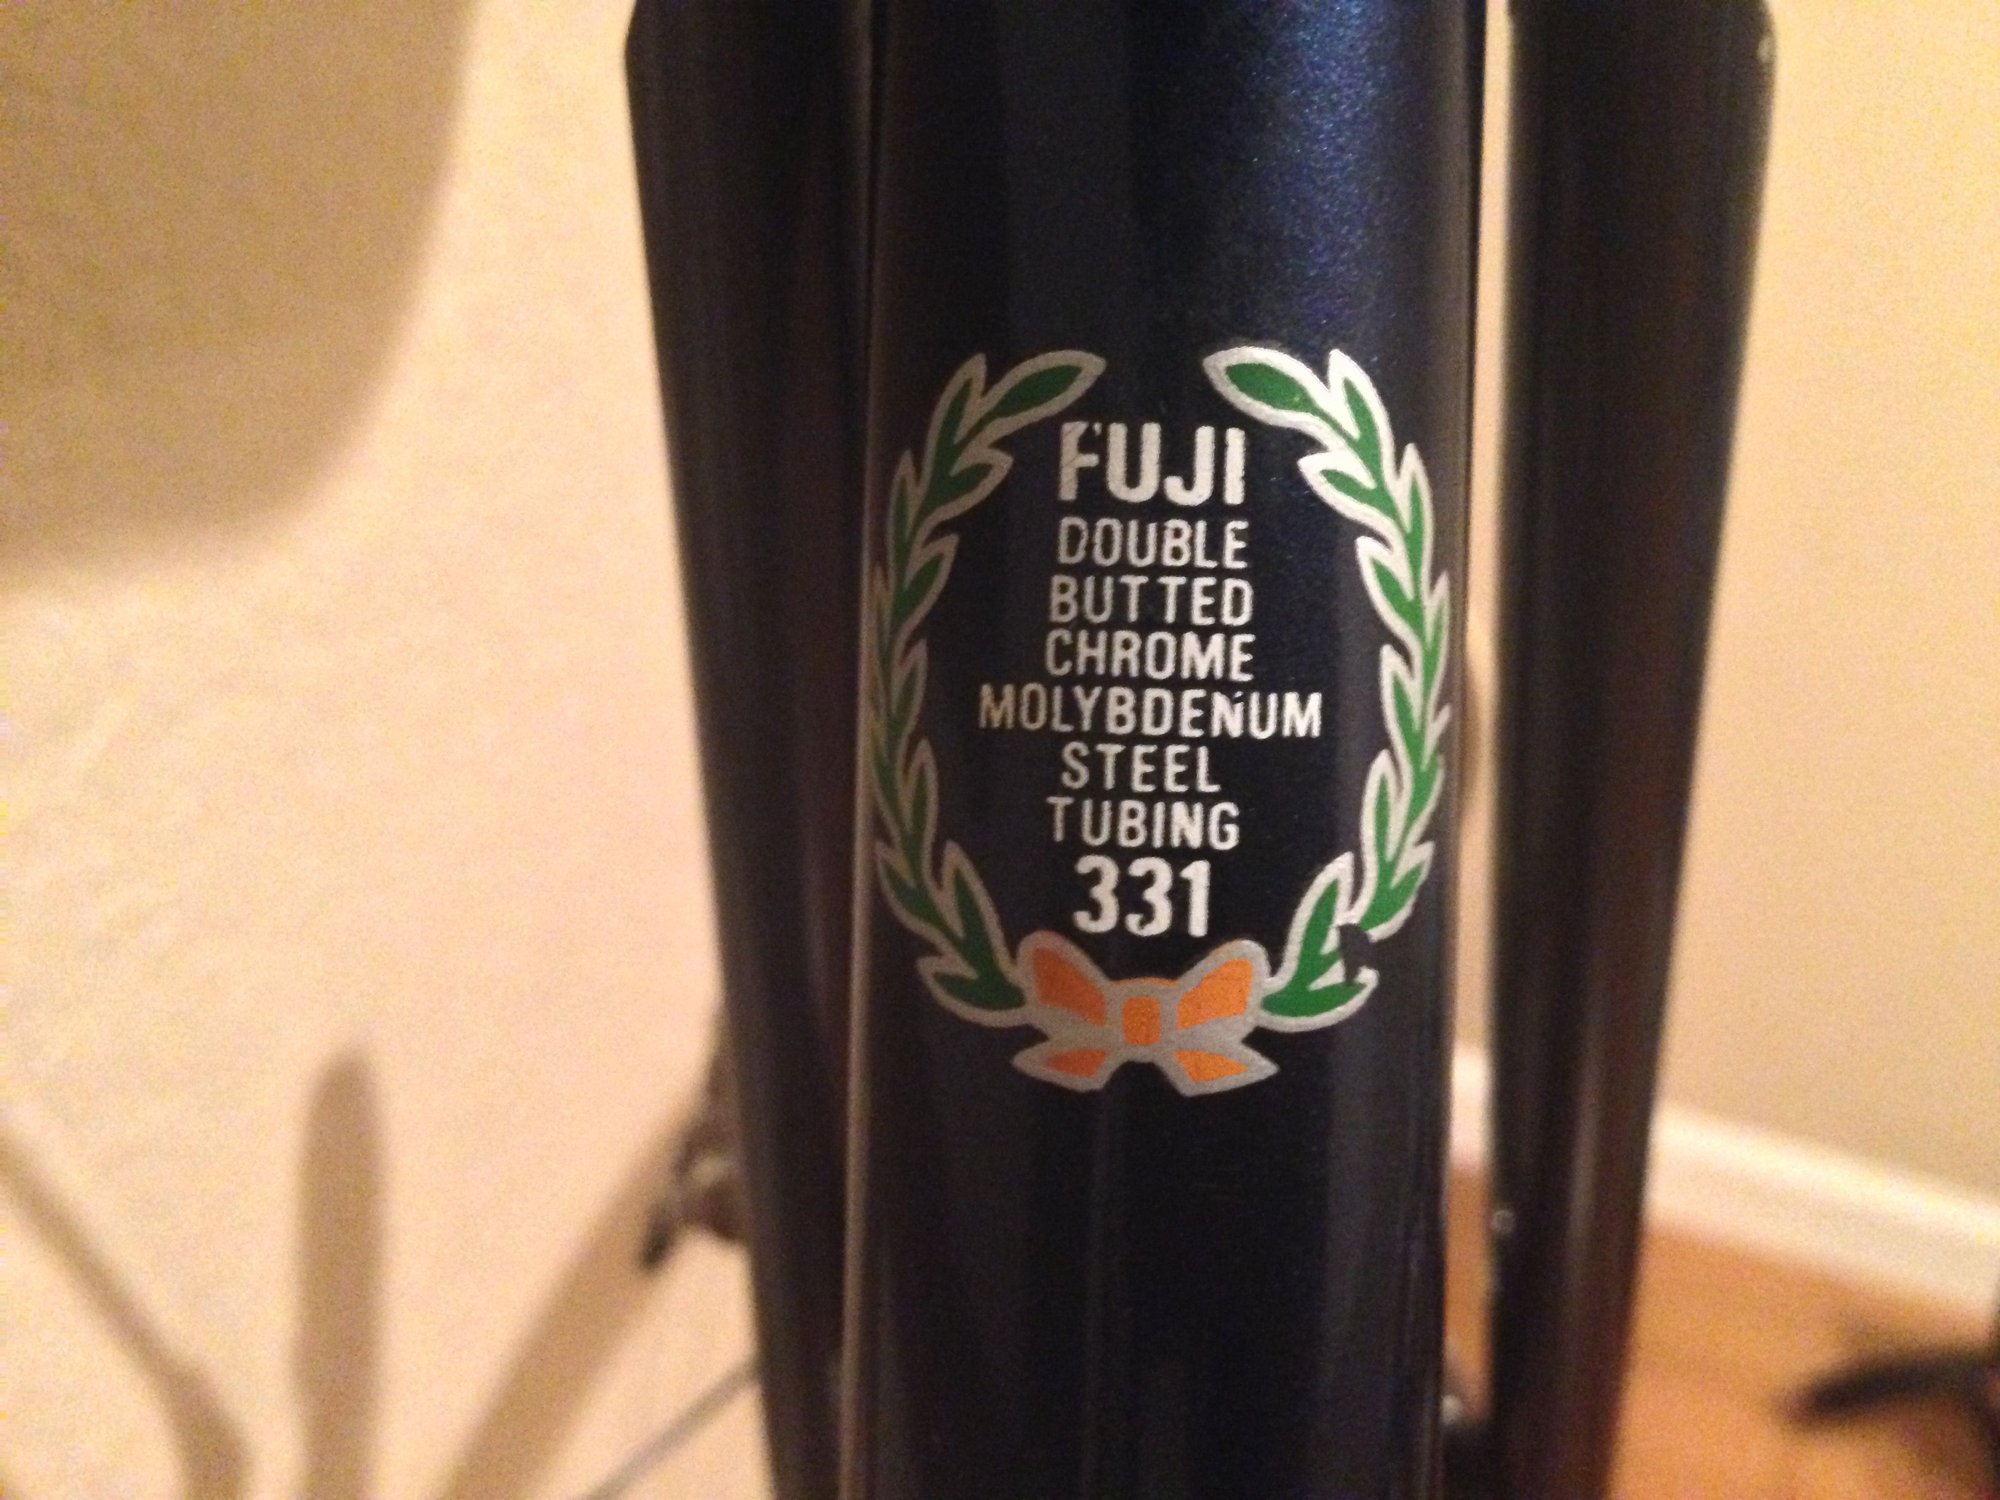 FUJI
DOUBLE
BUTTED
CHROME
MOLYBDENUM
STEEL
TUBING
331